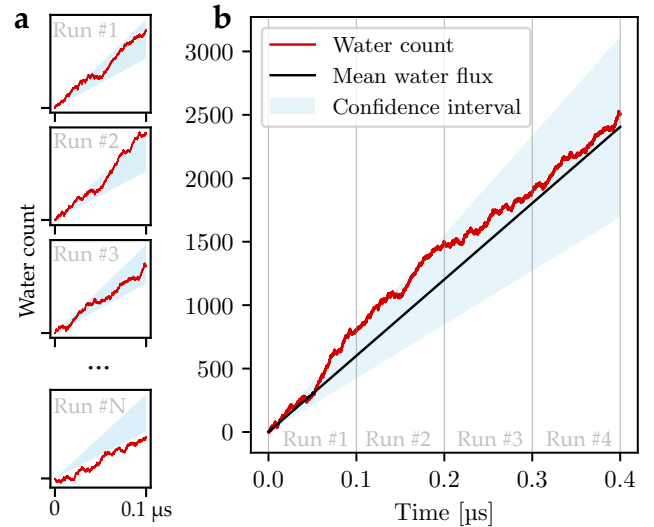 a
Water count
Run #1
Run #2
Run #3
...
Run #N
0
0.1 μs
b
Water count
Mean water flux
Confidence interval
3000
2500
2000
1500
1000
500
0
Run #1
Run #2
Run #3
Run #4
0.0
0.1
0.2
0.3
0.4
Time [μs]